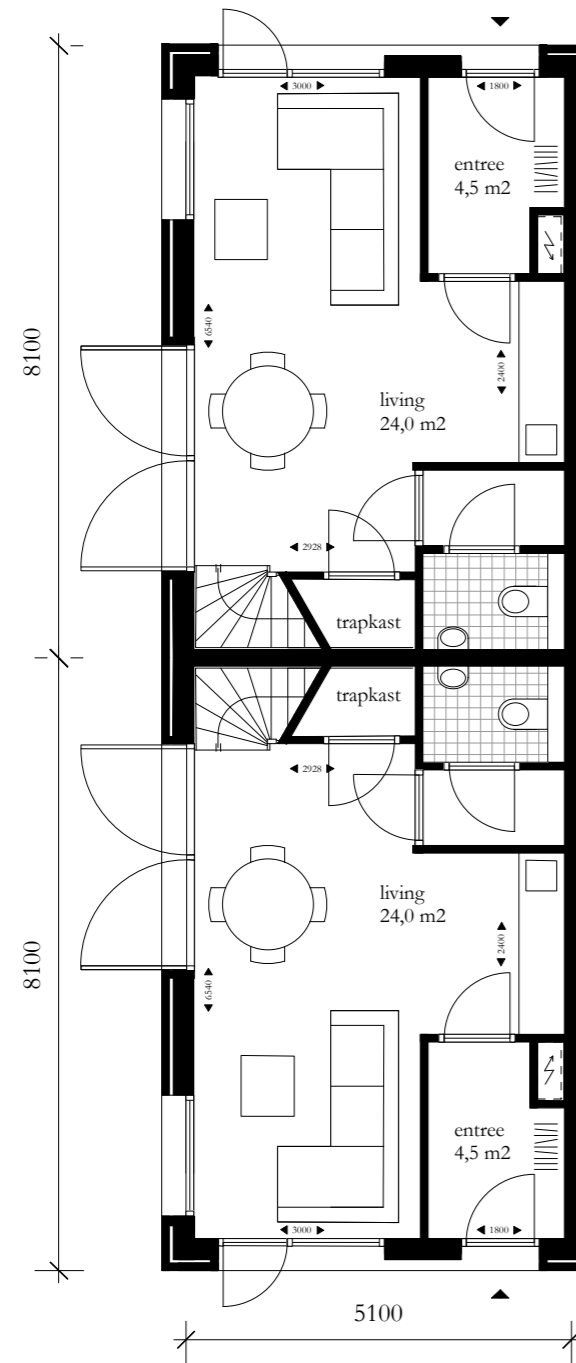 3000
1800
entree
4,5 m2
6540
8100
2400
living
24,0 m2
2928
trapkast
trapkast
2928
living
24,0 m2
2400
8100
6540
entree
4,5 m2
3000
1800
5100